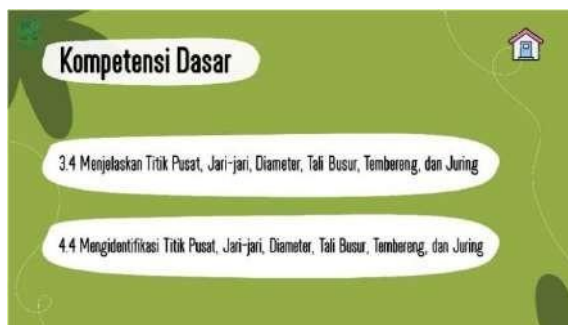 Kompetensi Dasar
3.4 Menjelaskan Titik Pusat, Jari-jari, Diameter, Tali Busur, Tembereng, dan Juring
4.4 Mengidentifikasi Titik Pusat, Jari-jari, Diameter, Tali Busur, Tembereng, dan Juring